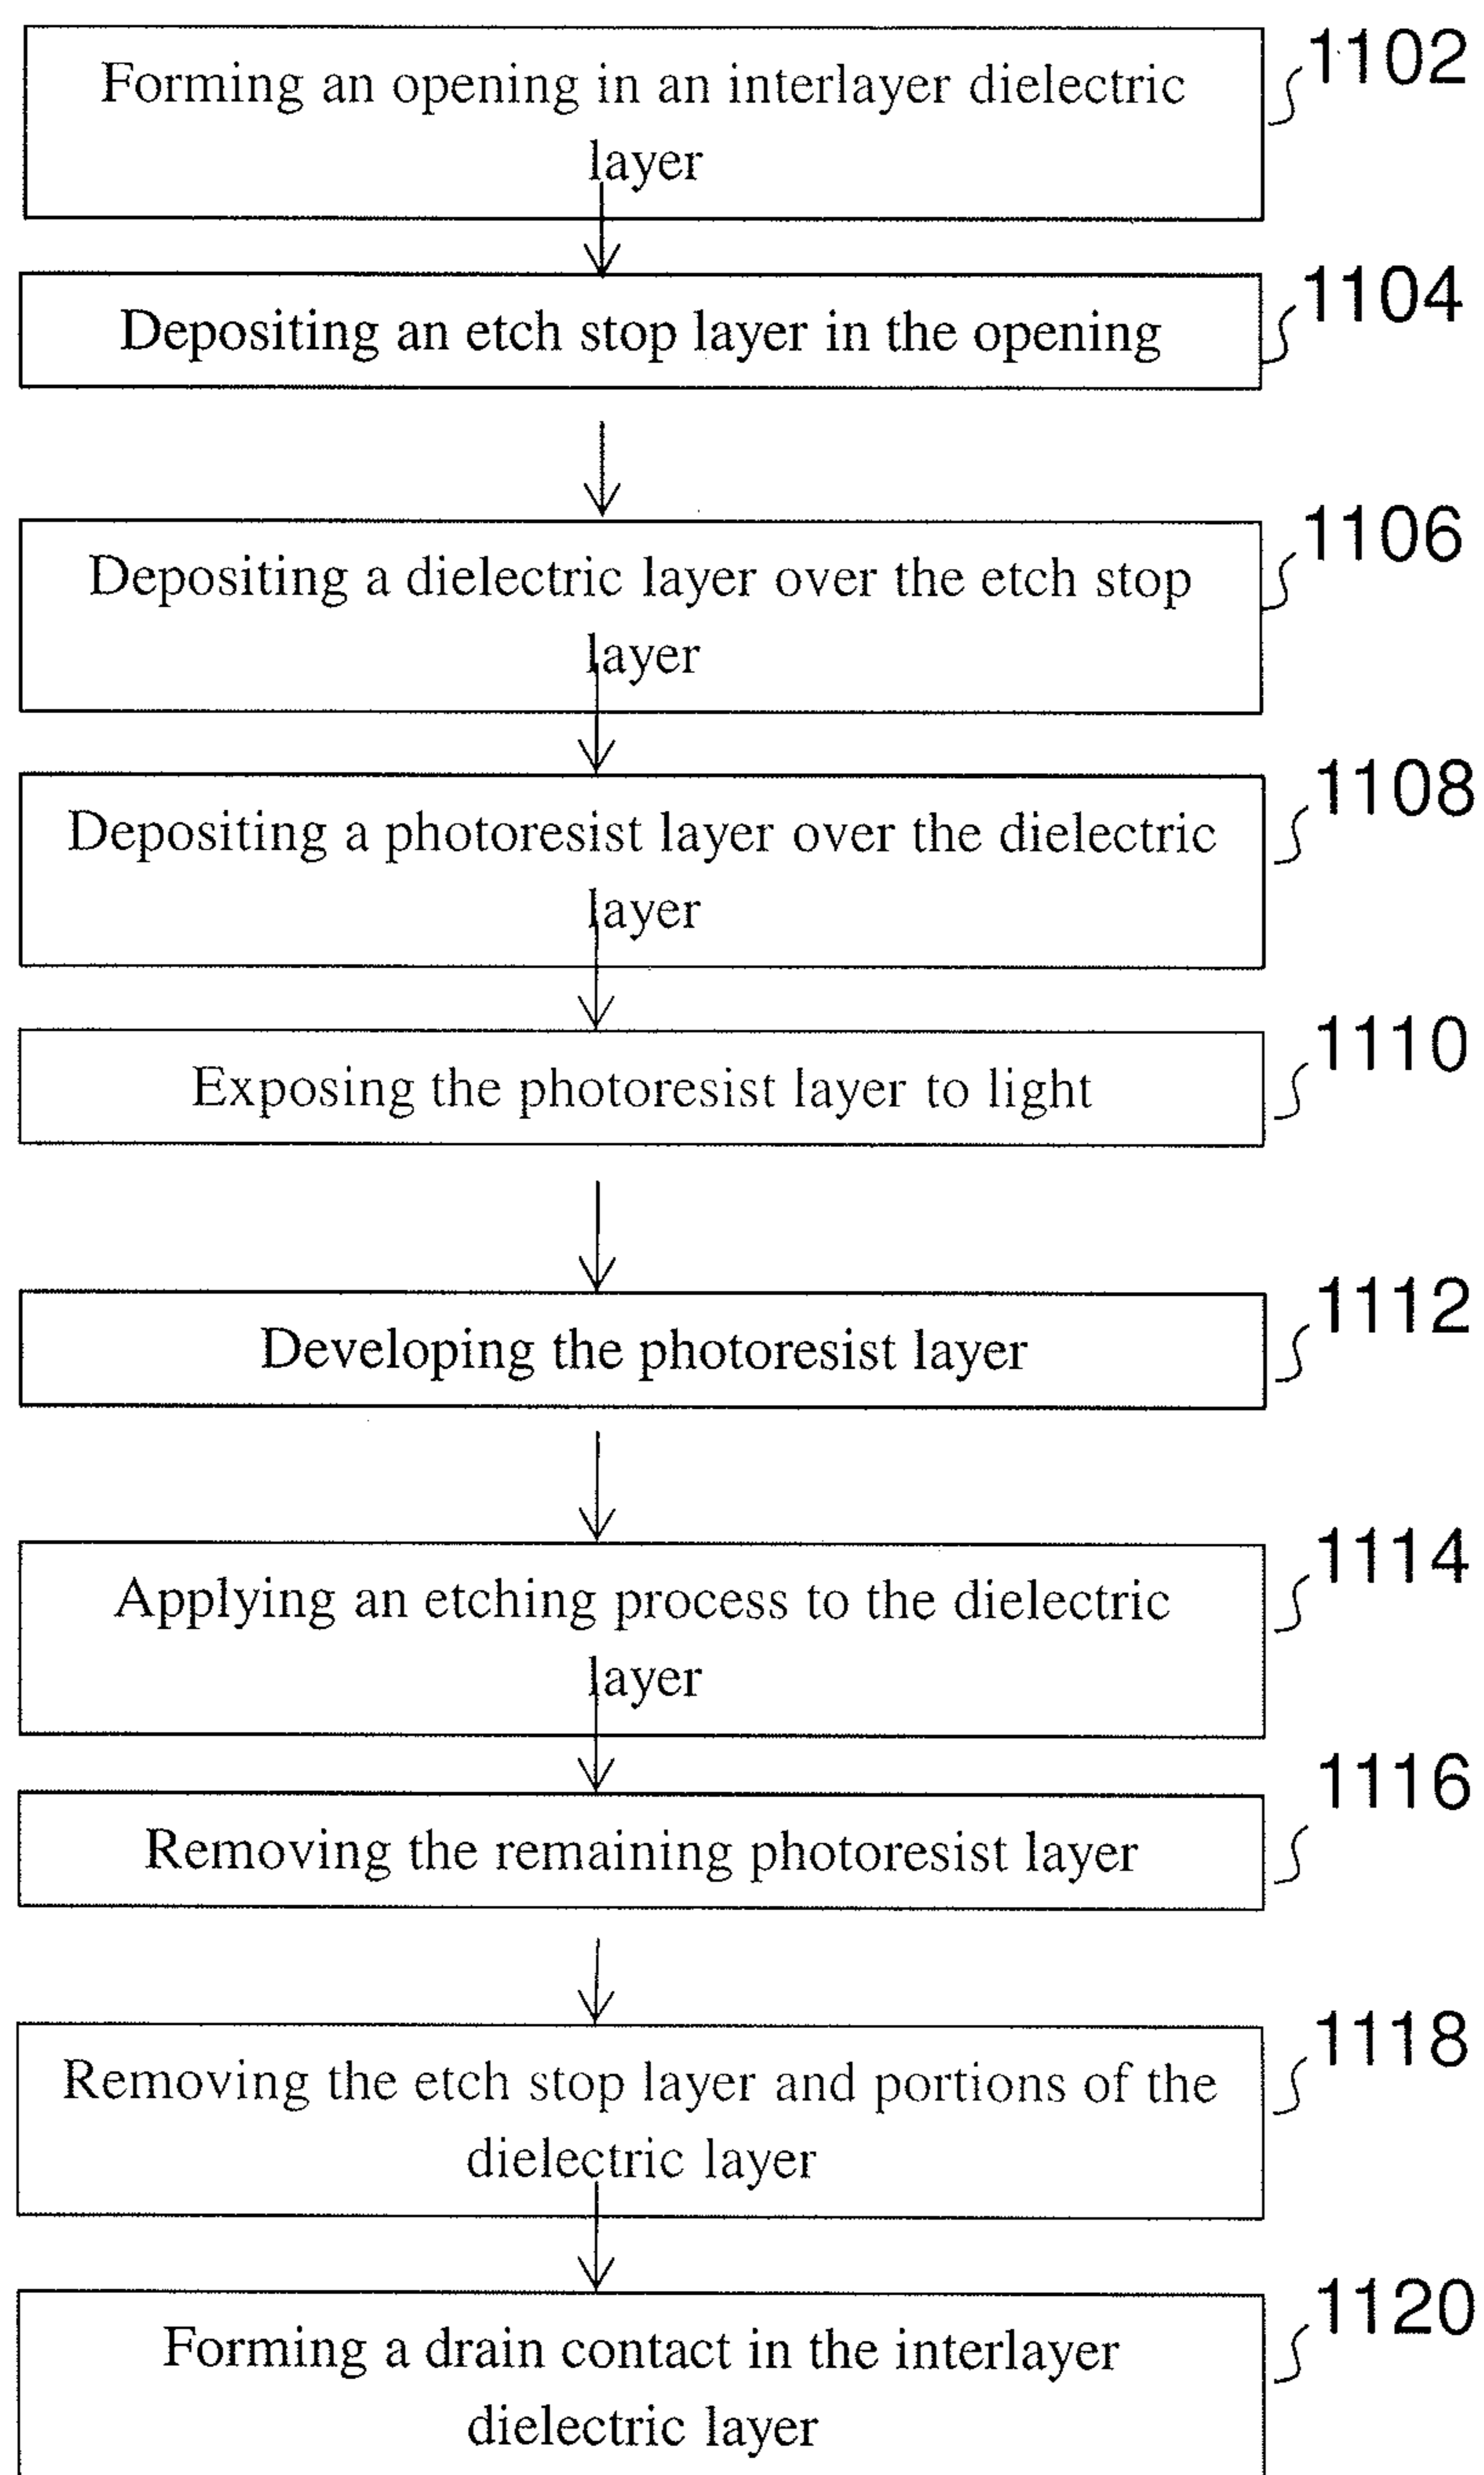 1102
Forming an opening in an interlayer dielectric
layer
1104
Depositing an etch stop layer in the opening
1106
Depositing a dielectric layer over the etch stop
layer
1108
Depositing a photoresist layer over the dielectric
layer
1110
Exposing the photoresist layer to light
1112
Developing the photoresist layer
1114
Applying an etching process to the dielectric
layer
1116
Removing the remaining photoresist layer
1118
Removing the etch stop layer and portions of the
dielectric layer
1120
Forming a drain contact in the interlayer
dielectric layer